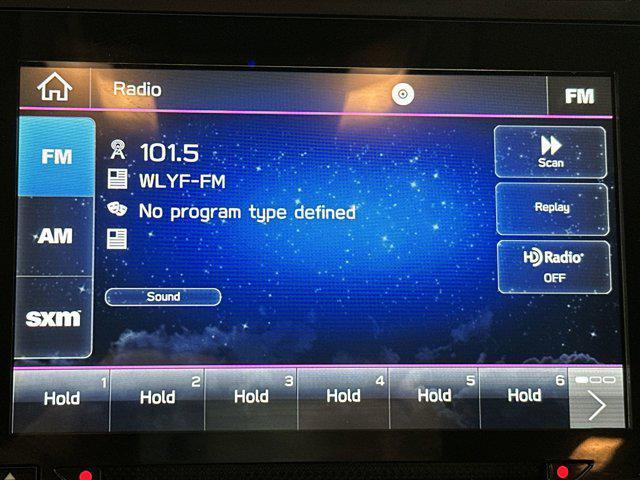 Radio
FM
FM
101.5
Scan
WLYF-FM
Replay
No program type defined
AM
HD Radio
OFF
Sound
sxm
1
2
3
4
5
6
Hold
Hold
Hold
Hold
Hold
Hold